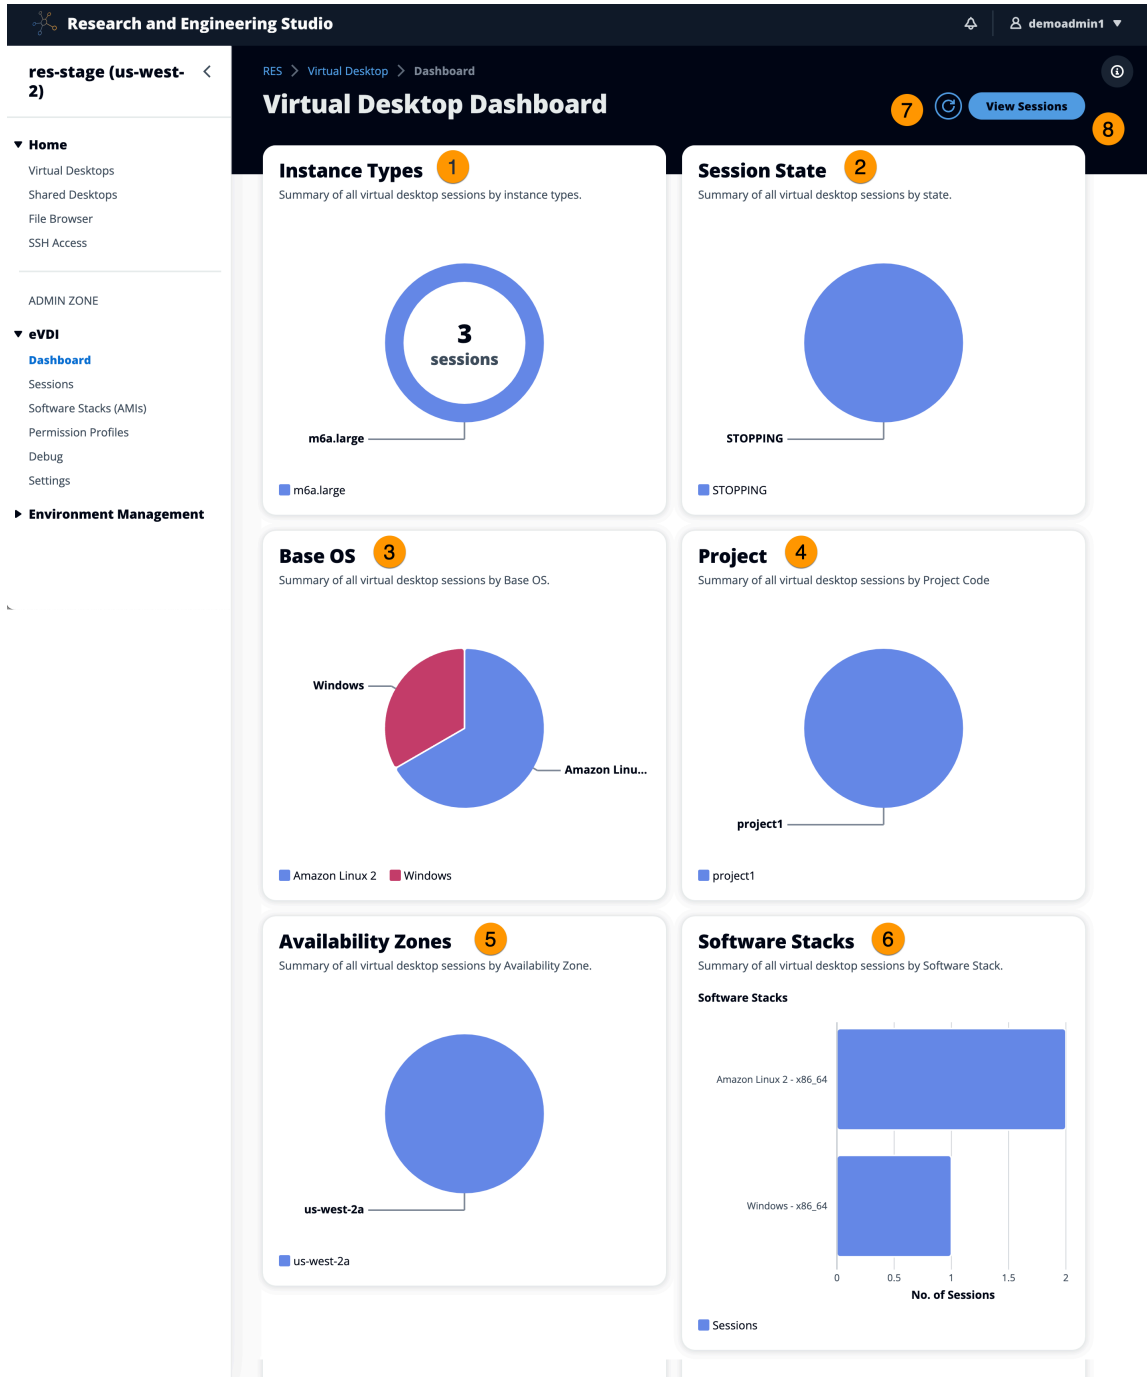 Research and Engineering Studio
demoadmin1
res-stage (us-west-
2)
Home
Virtual Desktops
Shared Desktops
File Browser
SSH Access
ADMIN ZONE
eVDI
Dashboard
Sessions
Software Stacks (AMIs)
Permission Profiles
Debug
Settings
Environment Management
RES > Virtual Desktop > Dashboard
Virtual Desktop Dashboard
7
View Sessions
8
Instance Types 1
Summary of all virtual desktop sessions by instance types.
3
sessions
m6a.large
m6a.large
Session State 2
Summary of all virtual desktop sessions by state.
STOPPING
STOPPING
Base OS 3
Summary of all virtual desktop sessions by Base OS.
Windows
Amazon Linu...
Amazon Linux 2 Windows
Project 4
Summary of all virtual desktop sessions by Project Code
project1
project1
Availability Zones 5
Summary of all virtual desktop sessions by Availability Zone.
us-west-2a
us-west-2a
Software Stacks 6
Summary of all virtual desktop sessions by Software Stack.
Software Stacks
Amazon Linux 2 - x86_64
Windows - x86_64
0 0.5 1 1.5 2
No. of Sessions
Sessions